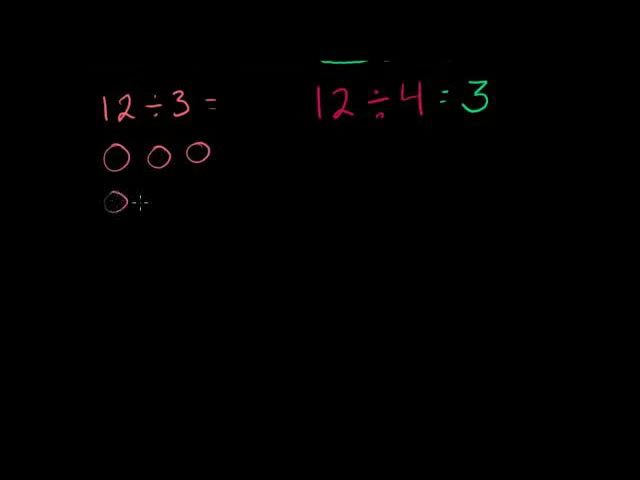 12 ÷ 3 =
12 ÷ 4 = 3